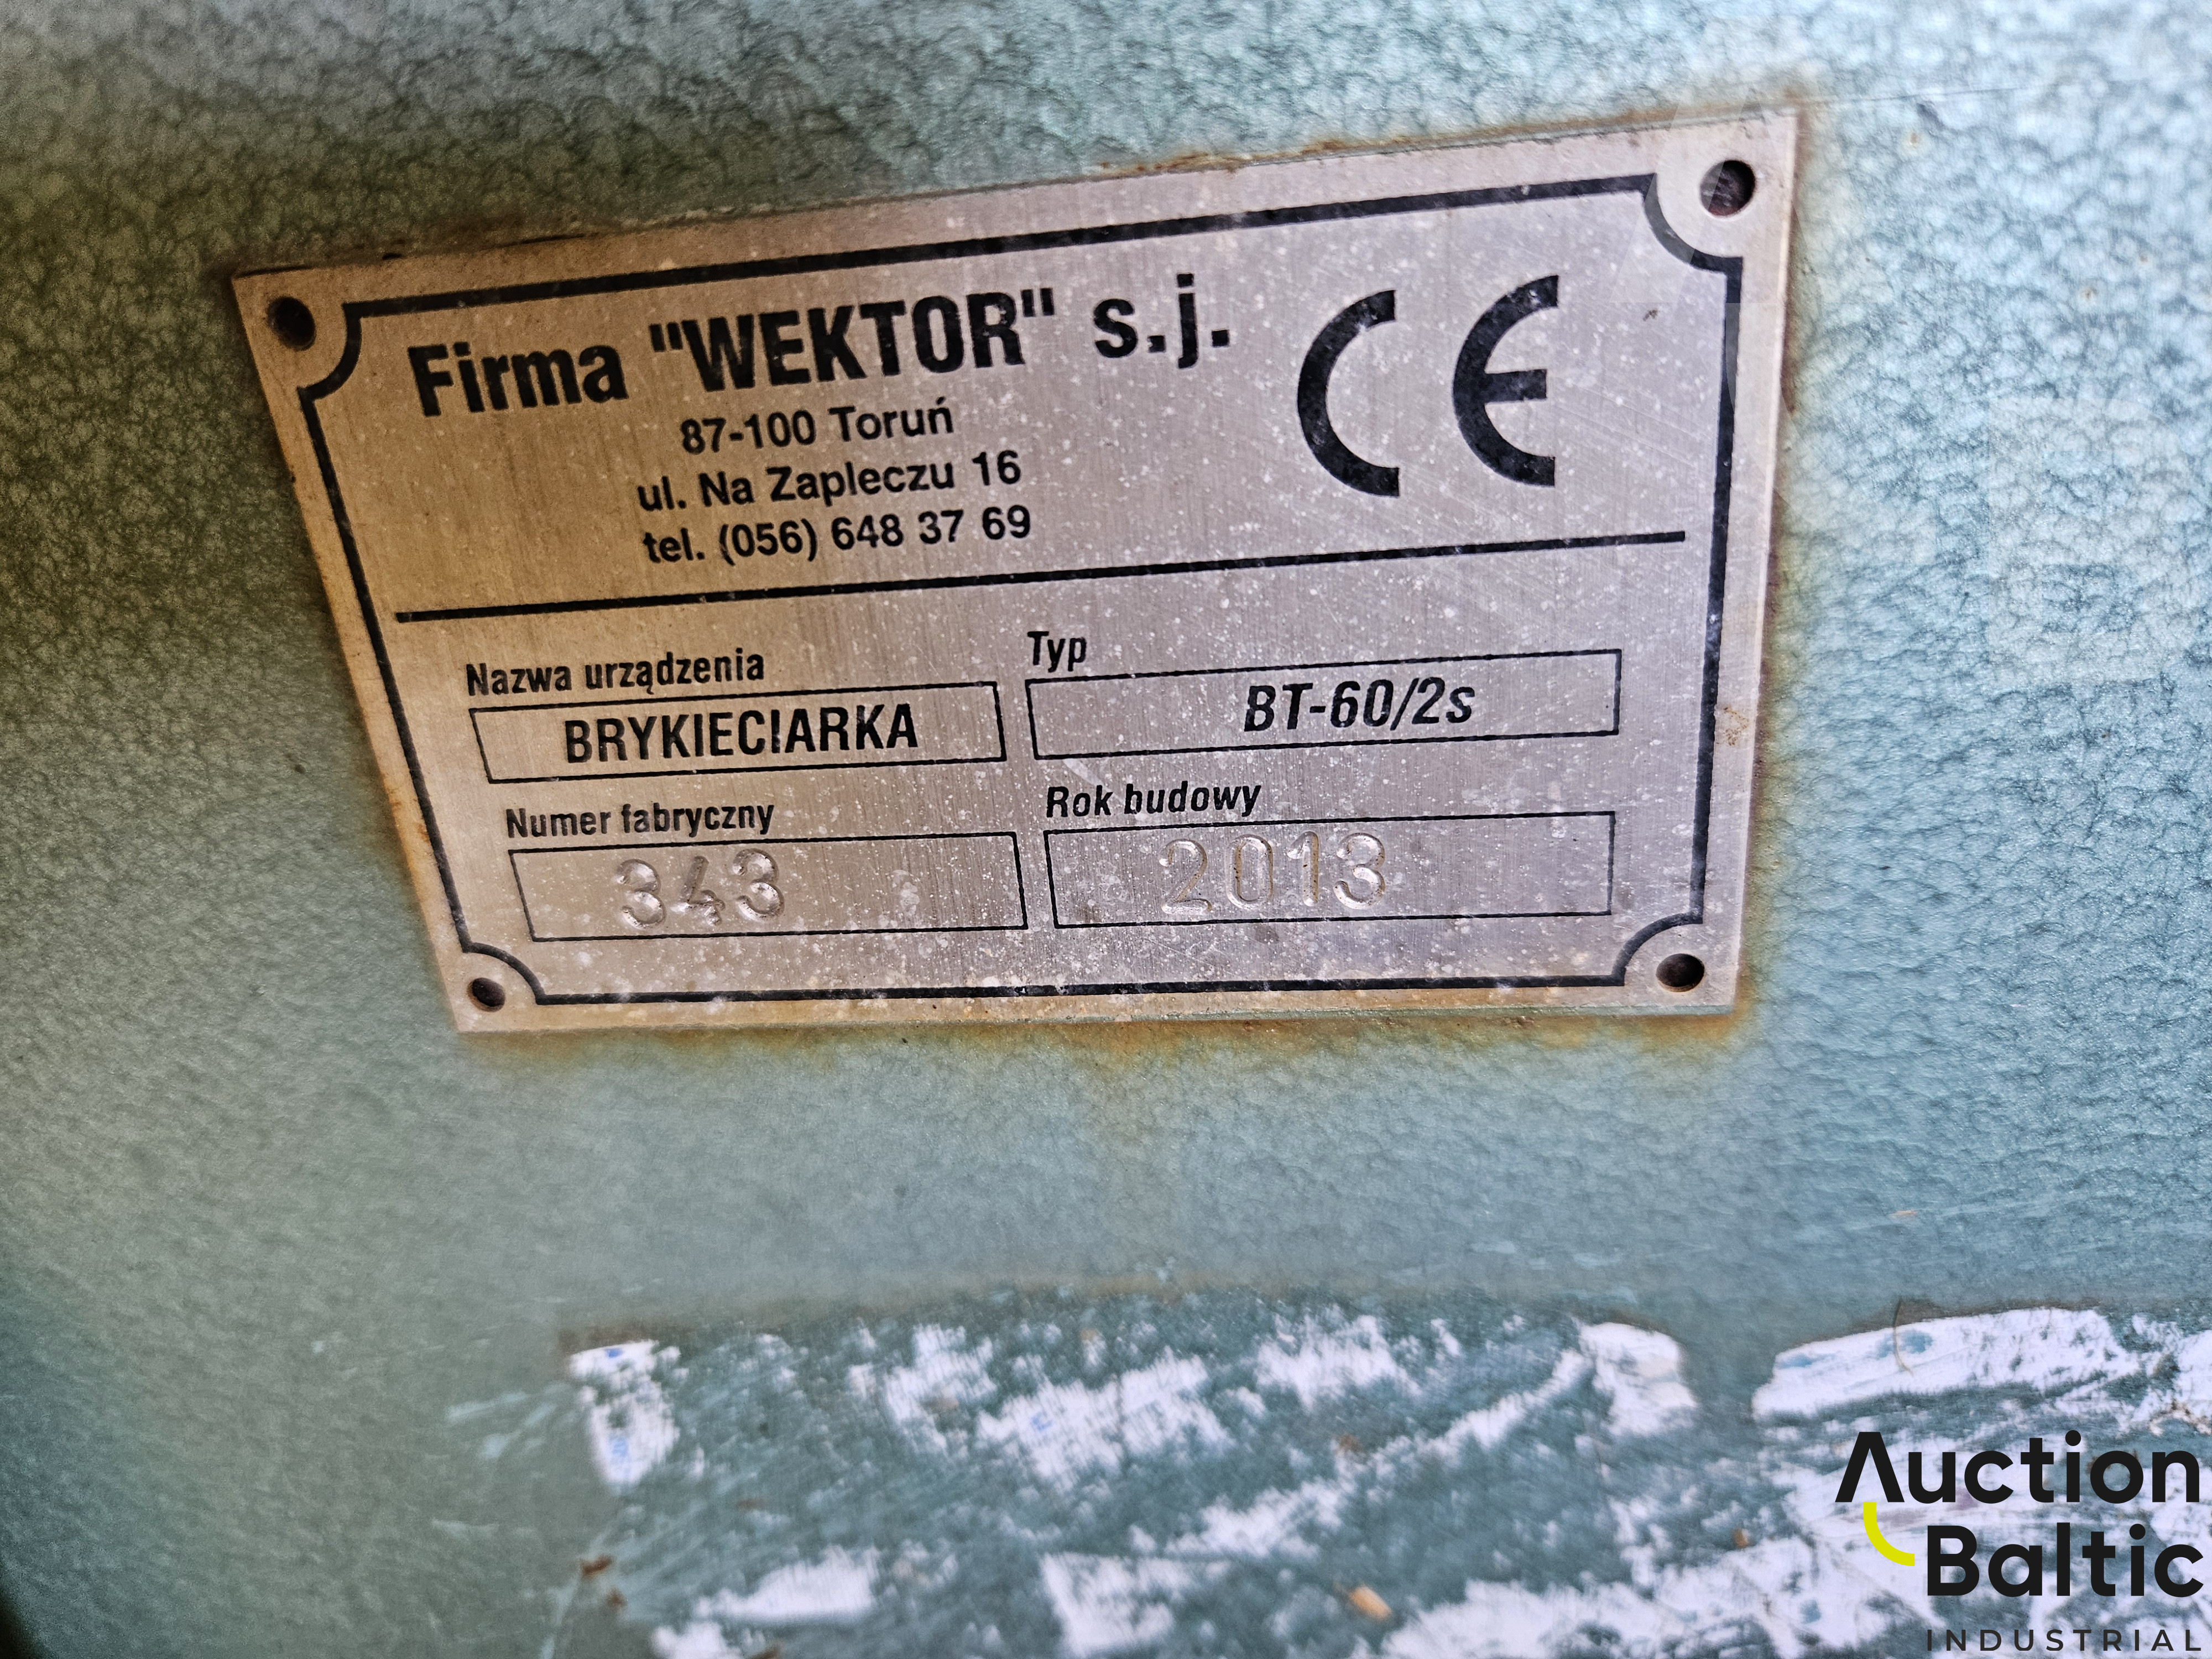 Firma "WEKTOR" s.j.
87-100 Toruń
ul. Na Zapleczu 16
tel. (056) 648 37 69
CE
Nazwa urządzenia
BRYKIECIARKA
Typ
BT-60/2s
Numer fabryczny
343
Rok budowy
2013
Auction
Baltic
INDUSTRIAL